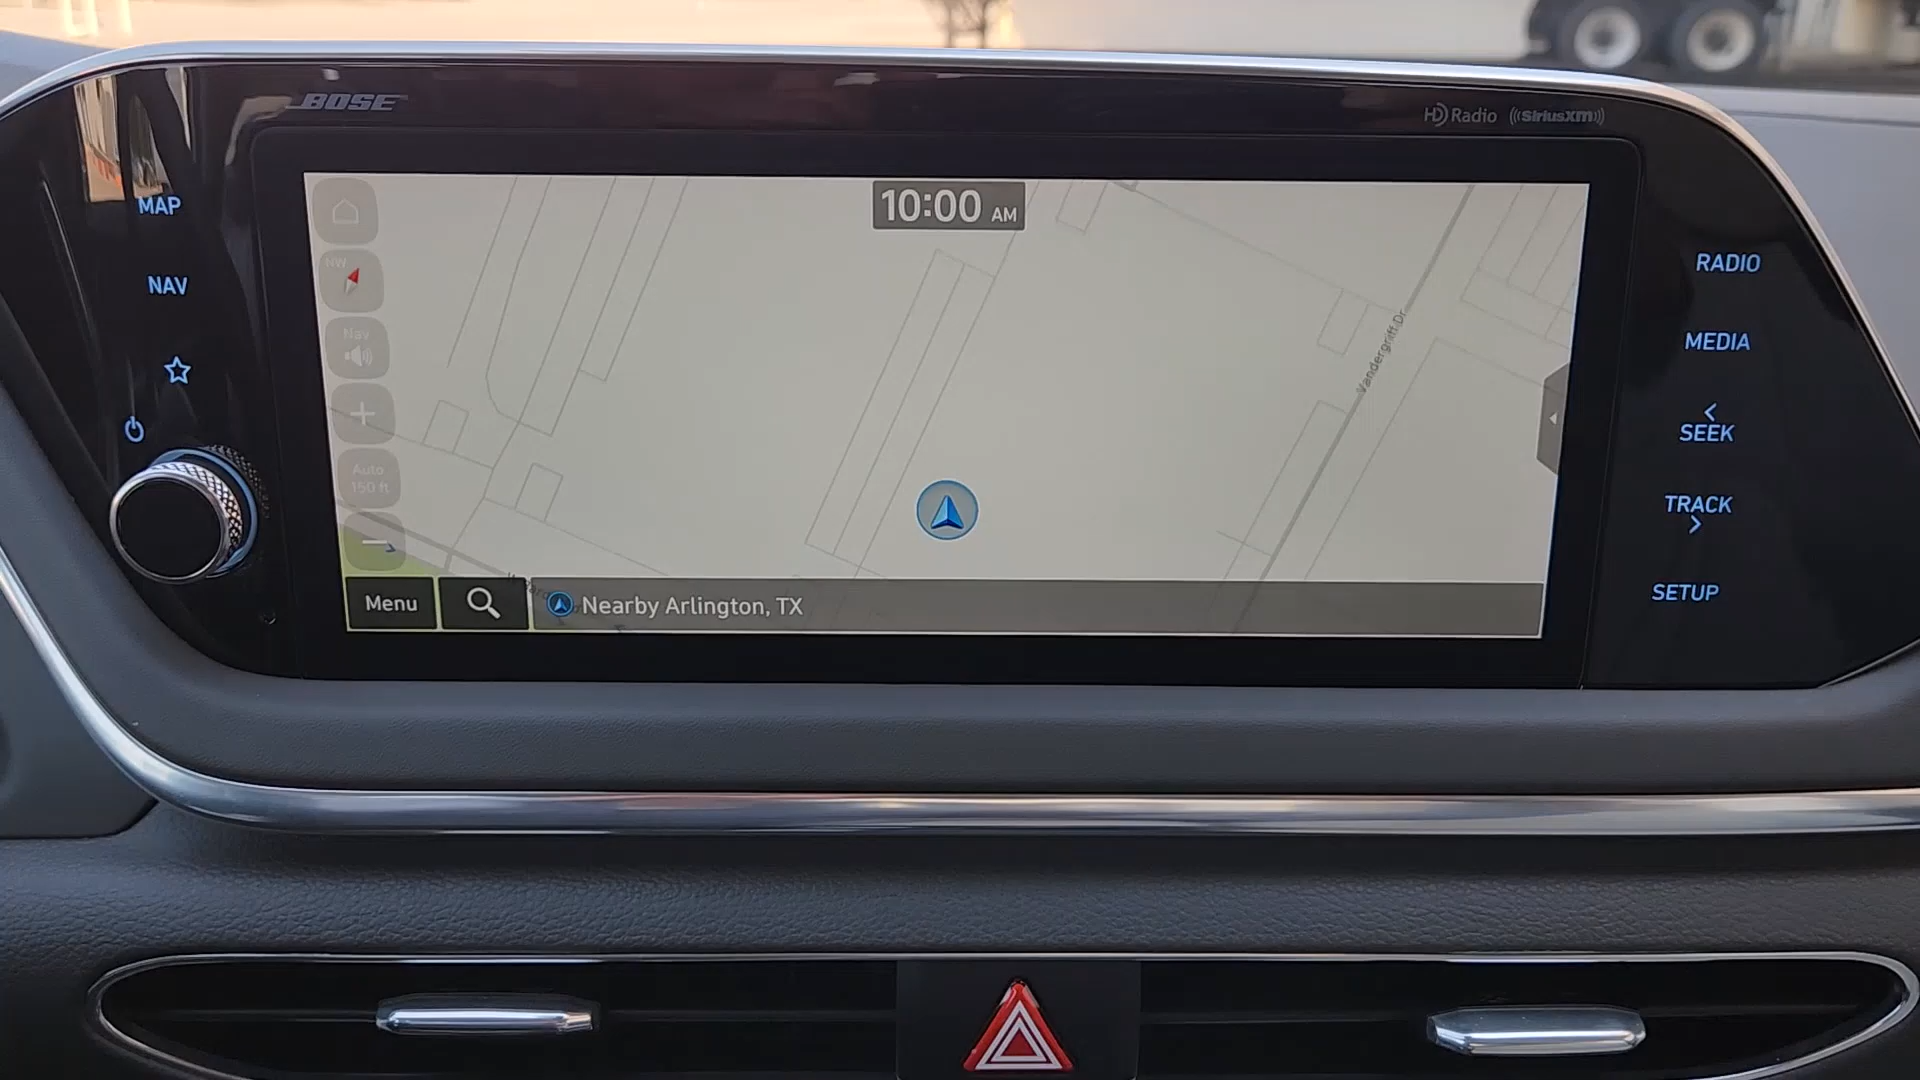 BOSE
HD Radio
((SiriusXM))
MAP
NAV
RADIO
MEDIA
SEEK
TRACK
SETUP
10:00 AM
NW
Nav
Auto
150 ft
Vandergriff Dr
Menu
Nearby Arlington, TX